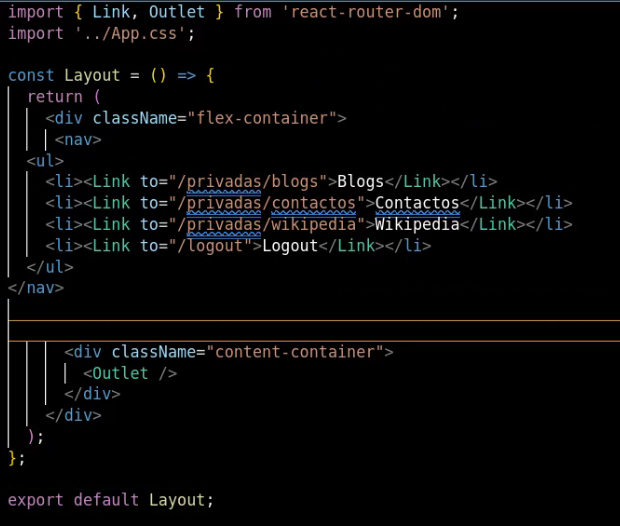 import { Link, Outlet } from 'react-router-dom';
import '../App.css';

const Layout = () => {
  return (
    <div className="flex-container">
     <nav>
  <ul>
    <li><Link to="/privadas/blogs">Blogs</Link></li>
    <li><Link to="/privadas/contactos">Contactos</Link></li>
    <li><Link to="/privadas/wikipedia">Wikipedia</Link></li>
    <li><Link to="/logout">Logout</Link></li>
  </ul>
</nav>

      <div className="content-container">
        <Outlet />
      </div>
    </div>
  );
};

export default Layout;